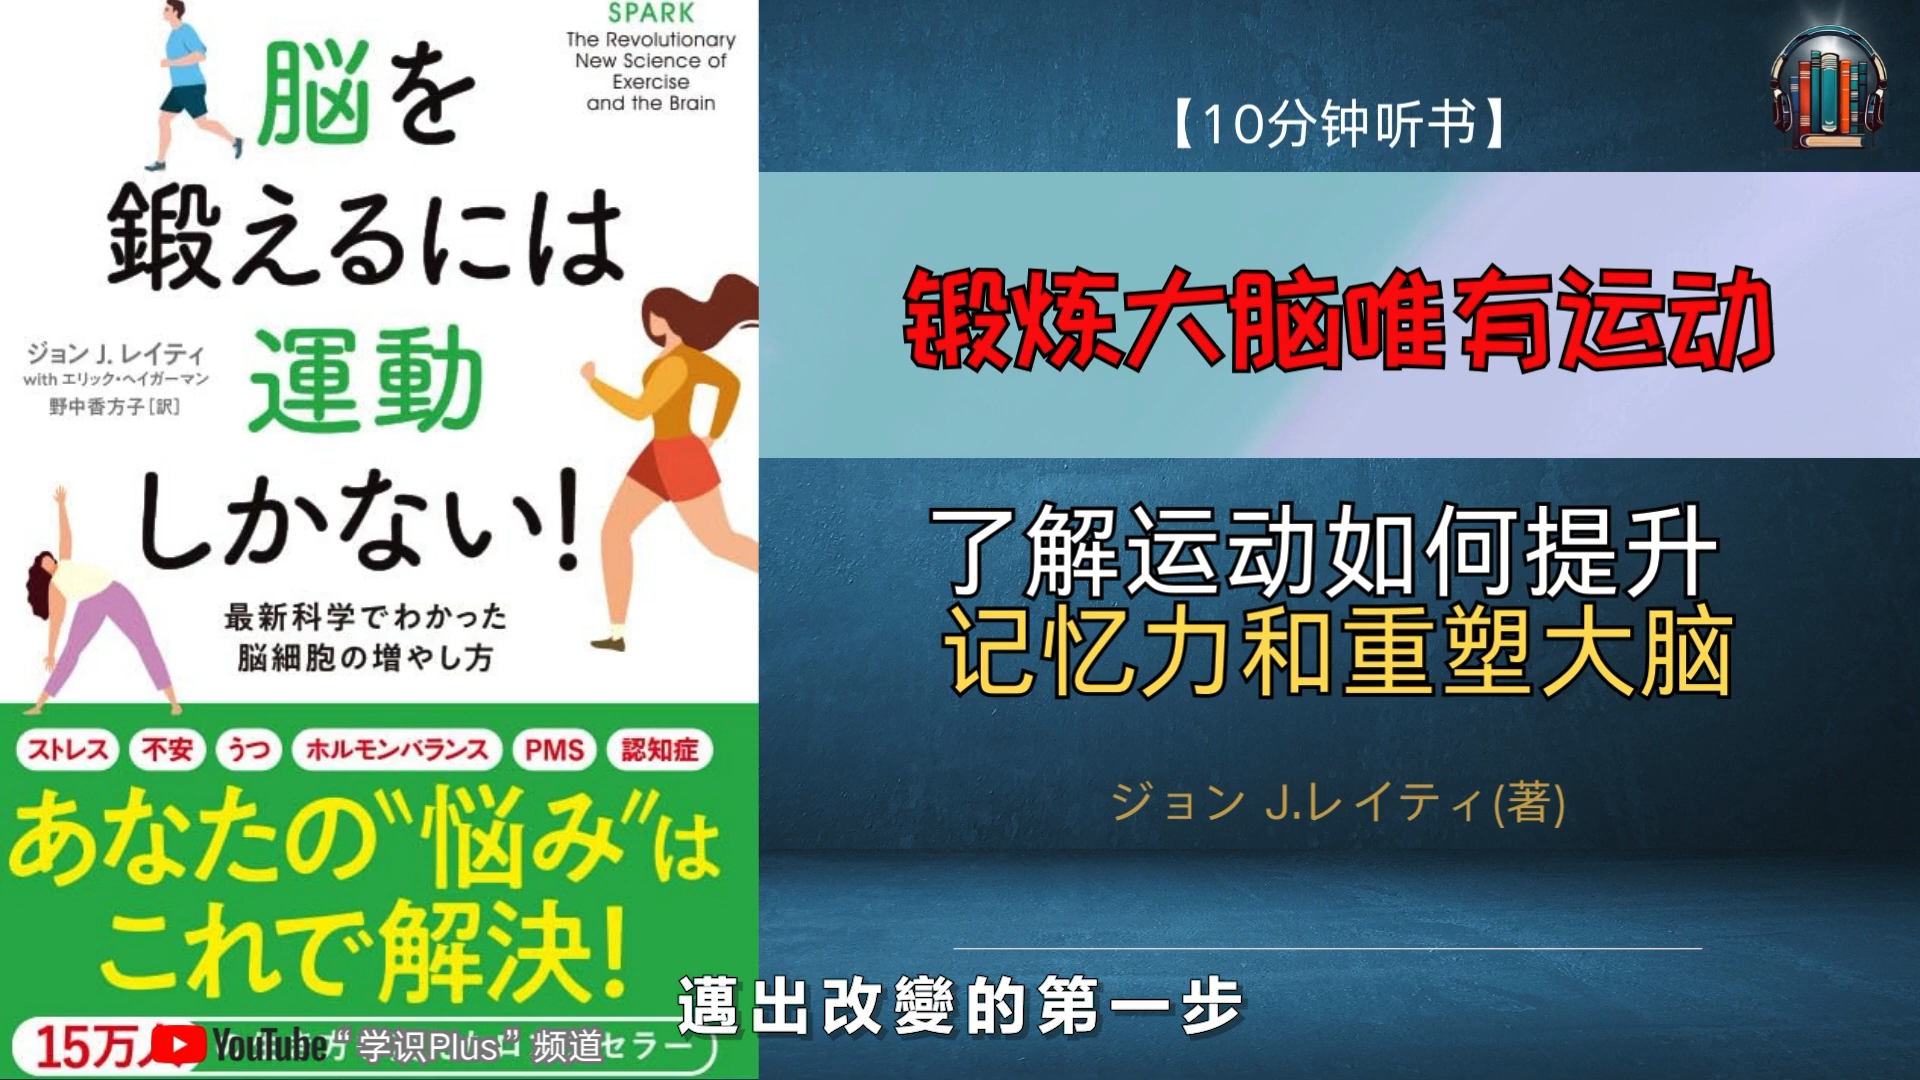 SPARK
The Revolutionary
New Science of
Exercise
and the Brain
脳を
鍛えるには
運動
しかない!
ジョン J. レイティ
with エリック・ヘイガーマン
野中香方子[訳]
最新科学でわかった
脳細胞の増やし方
ストレス 不安 うつ ホルモンバランス PMS 認知症
あなたの"悩み"は
これで解決!
15万人
セラー
YouTube “学识Plus” 频道
【10分钟听书】
锻炼大脑唯有运动
了解运动如何提升
记忆力和重塑大脑
ジョン J.レイティ(著)
邁出改變的第一步